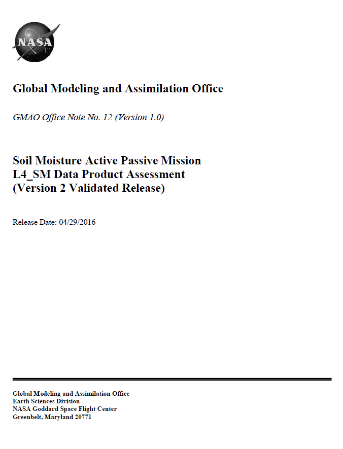 NASA
Global Modeling and Assimilation Office
GMAO Office Note No. 12 (Version 1.0)
Soil Moisture Active Passive Mission
L4_SM Data Product Assessment
(Version 2 Validated Release)
Release Date: 04/29/2016
Global Modeling and Assimilation Office
Earth Sciences Division
NASA Goddard Space Flight Center
Greenbelt, Maryland 20771